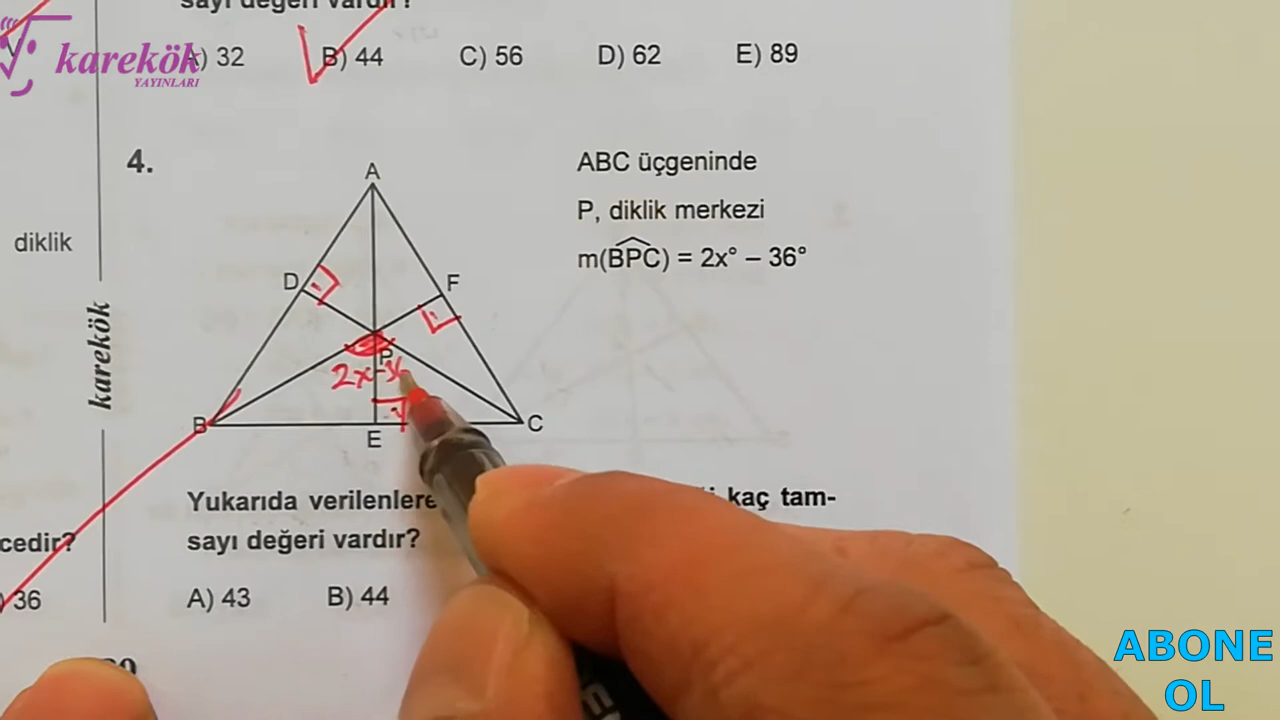 sayı değeri vardır?
A) 32 B) 44 C) 56 D) 62 E) 89
karekök
YAYINLARI
4.
ABC üçgeninde
P, diklik merkezi
m(BPC) = 2x° – 36°
A
D
F
P
2x-36
B
E
C
diklik
karekök
Yukarıda verilenlere kaç tam-
sayı değeri vardır?
A) 43 B) 44
cedir?
36
ABONE
OL